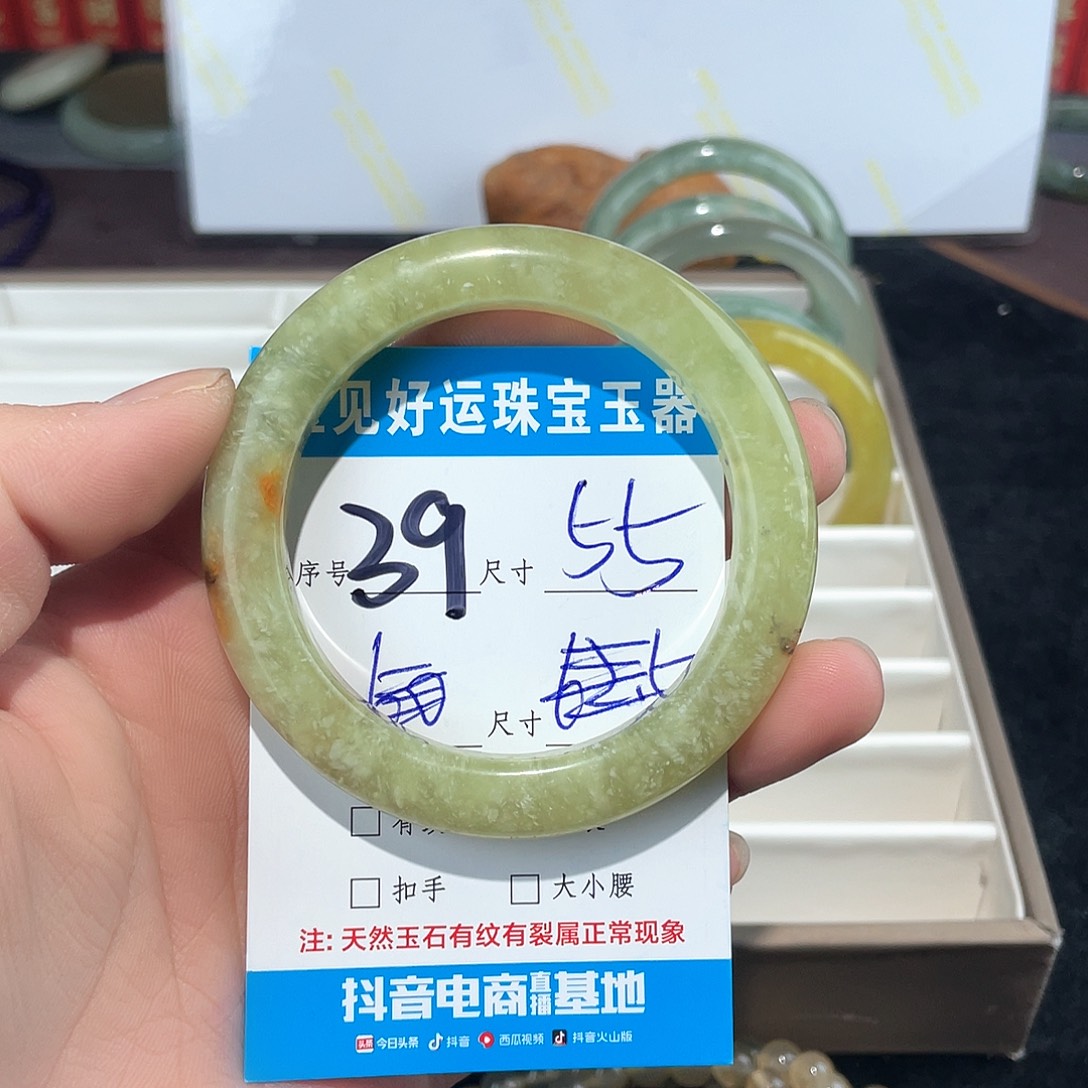 见好运珠宝玉器
序号 39 尺寸 55
尺寸
扣手 大小腰
注: 天然玉石有纹有裂属正常现象
抖音电商直播基地
头条 今日头条 抖音 西瓜视频 抖音火山版